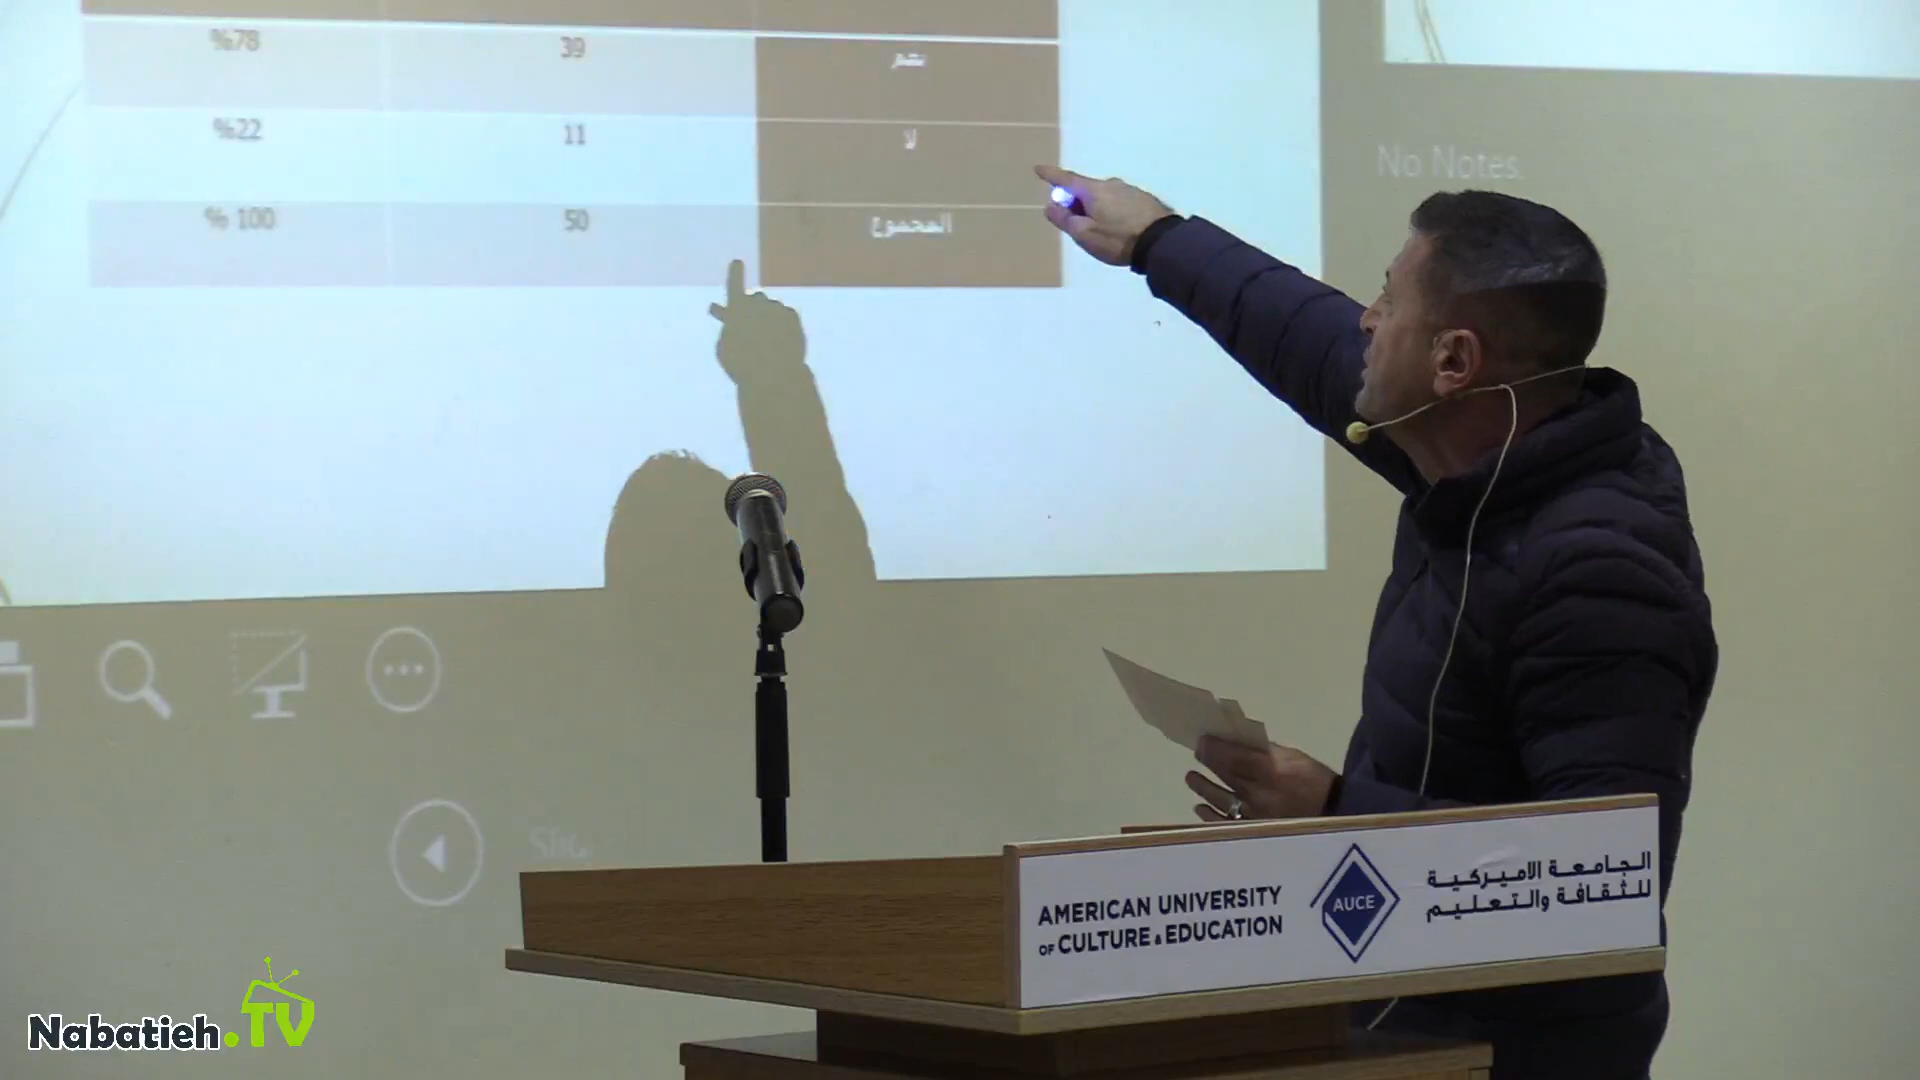 نعم 39 %78
لا 11 %22
المجموع 50 % 100
No Notes.
AMERICAN UNIVERSITY
OF CULTURE & EDUCATION
AUCE
الجامعة الاميركية
للثقافة والتعليم
Nabatieh.TV